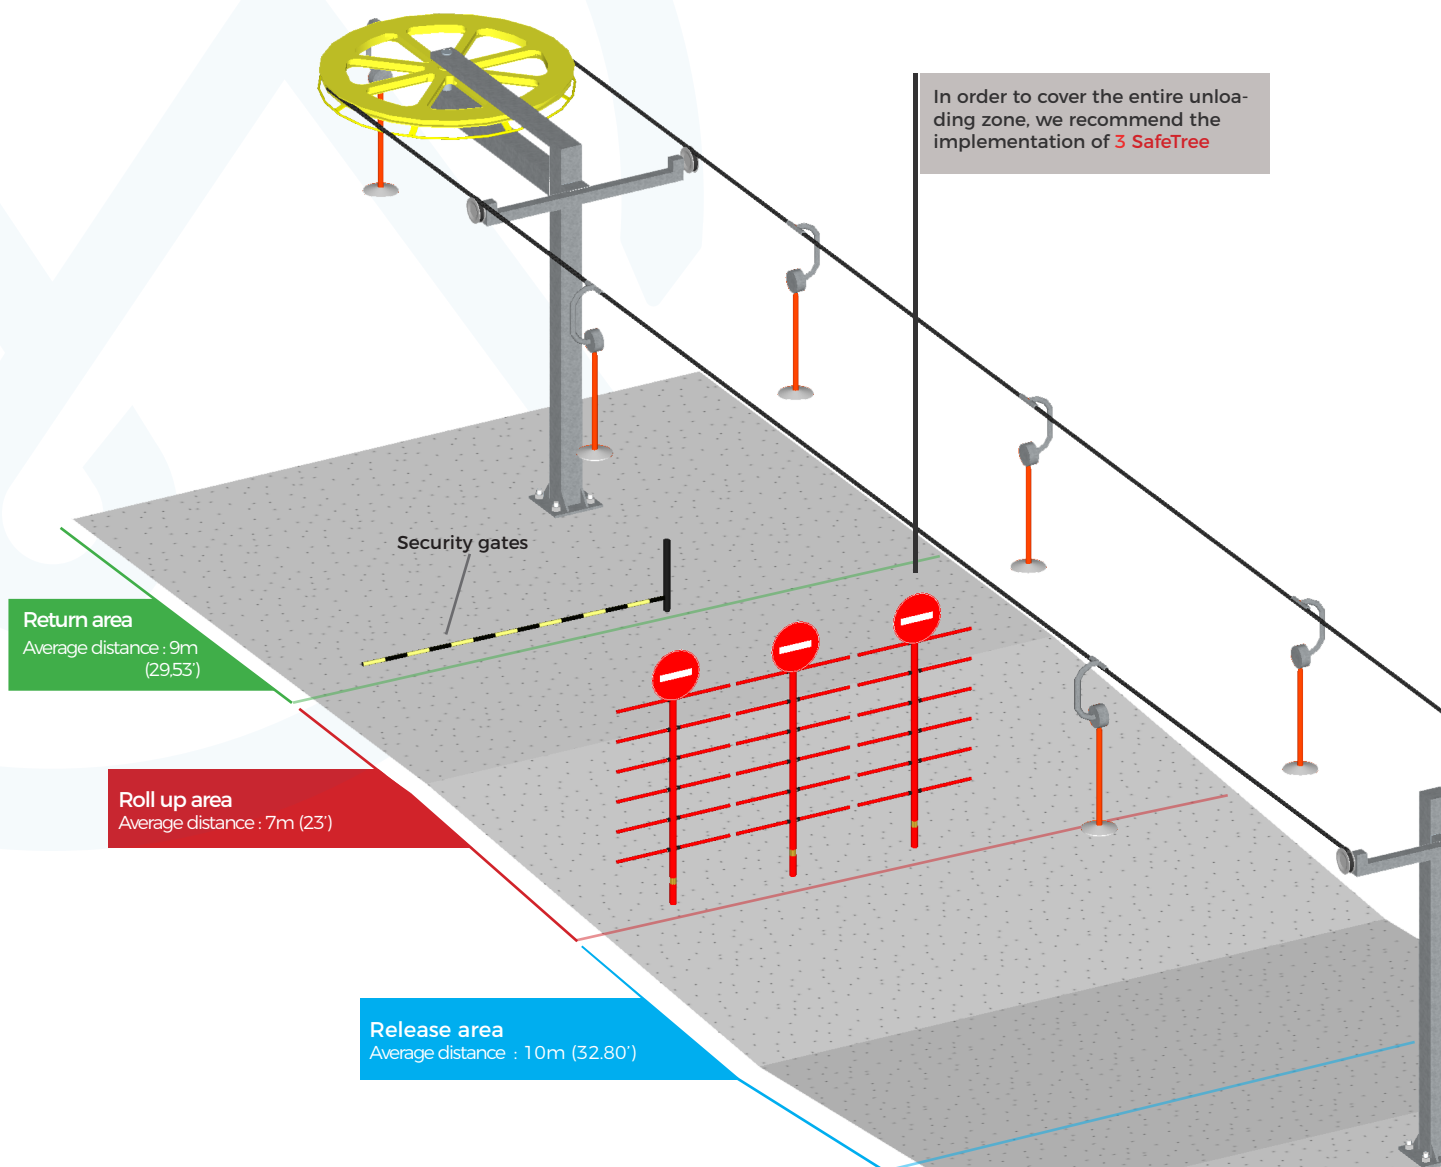 In order to cover the entire unloa-
ding zone, we recommend the
implementation of 3 SafeTree
Security gates
Return area
Average distance : 9m
(29,53’)
Roll up area
Average distance : 7m (23’)
Release area
Average distance : 10m (32.80’)